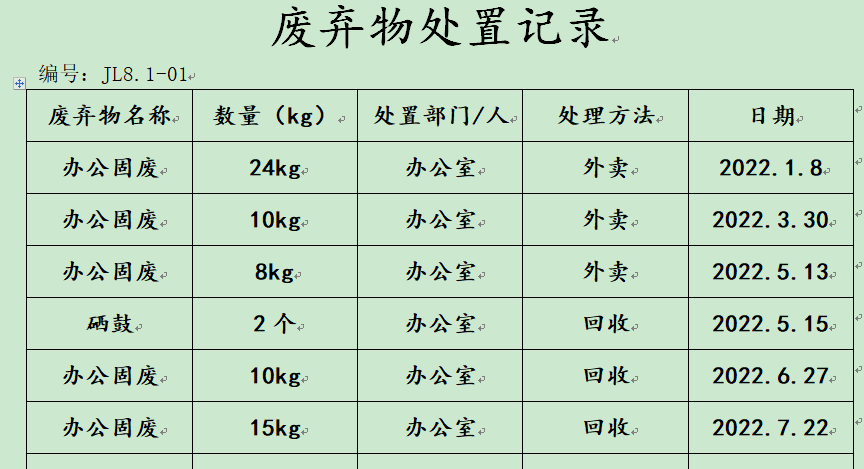 废弃物处置记录
编号：JL8.1-01
废弃物名称 数量（kg） 处置部门/人 处理方法 日期
办公固废 24kg 办公室 外卖 2022.1.8
办公固废 10kg 办公室 外卖 2022.3.30
办公固废 8kg 办公室 外卖 2022.5.13
硒鼓 2个 办公室 回收 2022.5.15
办公固废 10kg 办公室 回收 2022.6.27
办公固废 15kg 办公室 回收 2022.7.22